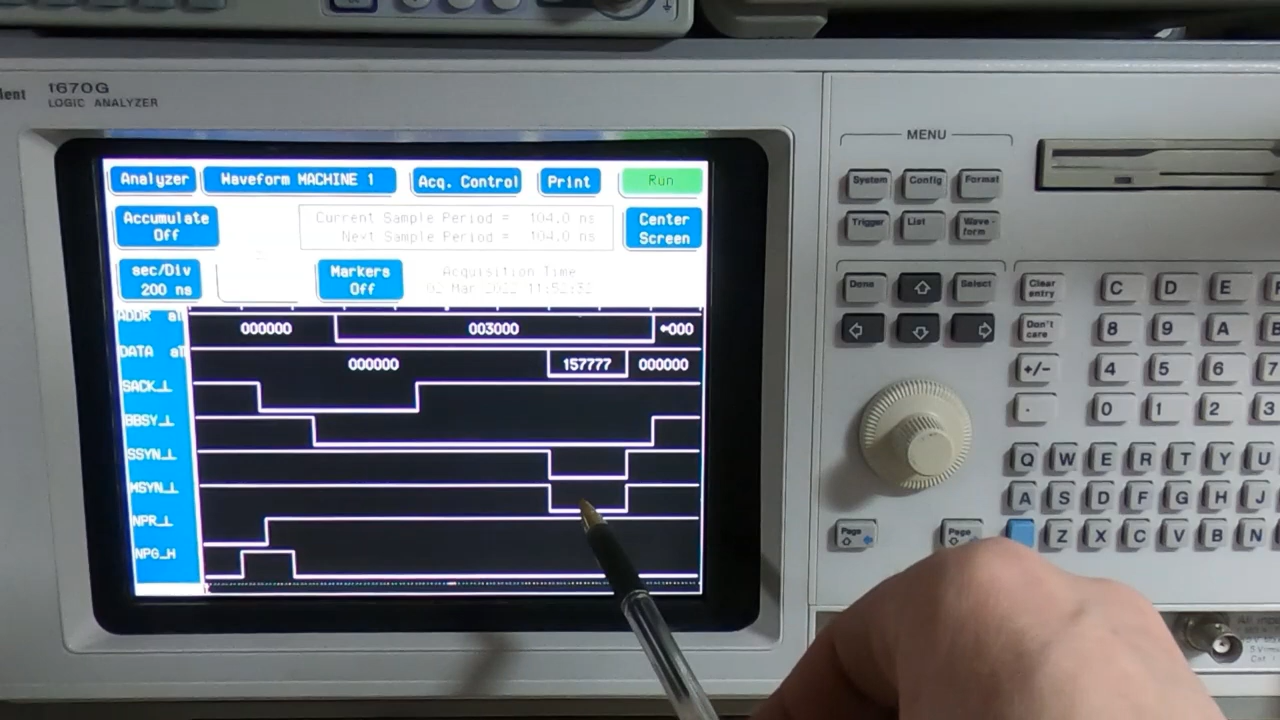 1670G
LOGIC ANALYZER
Analyzer Waveform MACHINE 1 Acq. Control Print Run
Accumulate Off
Current Sample Period = 104.0 ns
Next Sample Period = 104.0 ns
Center Screen
sec/Div 200 ns
Markers Off
Acquisition Time
02 Mar 2022
ADDR 000000 003000 000
DATA 000000 157777 000000
SACK_L
BBSY_L
SSYN_L
MSYN_L
NPR_L
NPG_H
MENU
System Config Format
Trigger List Wave-form
Done Select
Clear entry C D E F
Don't care 8 9 A B
+/- 4 5 6 7
. 0 1 2 3
Q W E R T Y U
A S D F G H J
Page Page Z X C V B N